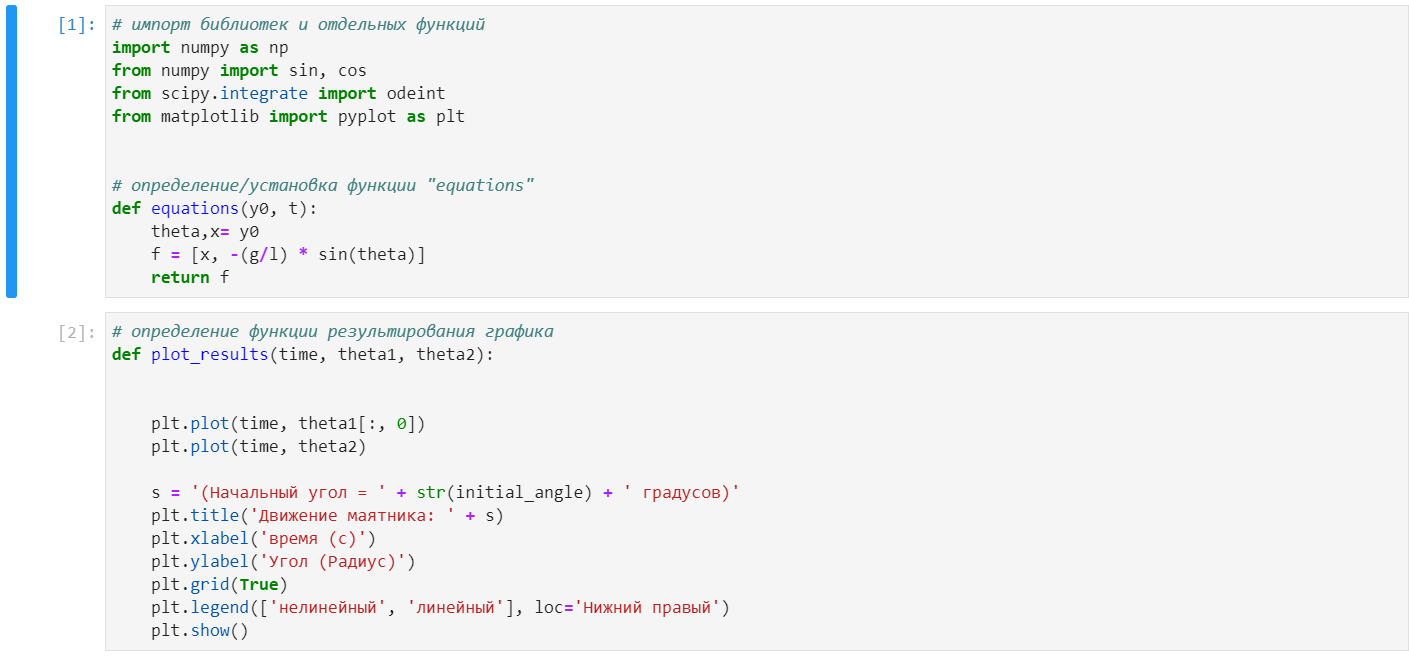 [1]: # импорт библиотек и отдельных функций
import numpy as np
from numpy import sin, cos
from scipy.integrate import odeint
from matplotlib import pyplot as plt
# определение/установка функции "equations"
def equations(y0, t):
    theta,x= y0
    f = [x, -(g/l) * sin(theta)]
    return f
[2]: # определение функции результирования графика
def plot_results(time, theta1, theta2):
    plt.plot(time, theta1[:, 0])
    plt.plot(time, theta2)
    s = '(Начальный угол = ' + str(initial_angle) + ' градусов)'
    plt.title('Движение маятника: ' + s)
    plt.xlabel('время (с)')
    plt.ylabel('Угол (Радиус)')
    plt.grid(True)
    plt.legend(['нелинейный', 'линейный'], loc='Нижний правый')
    plt.show()